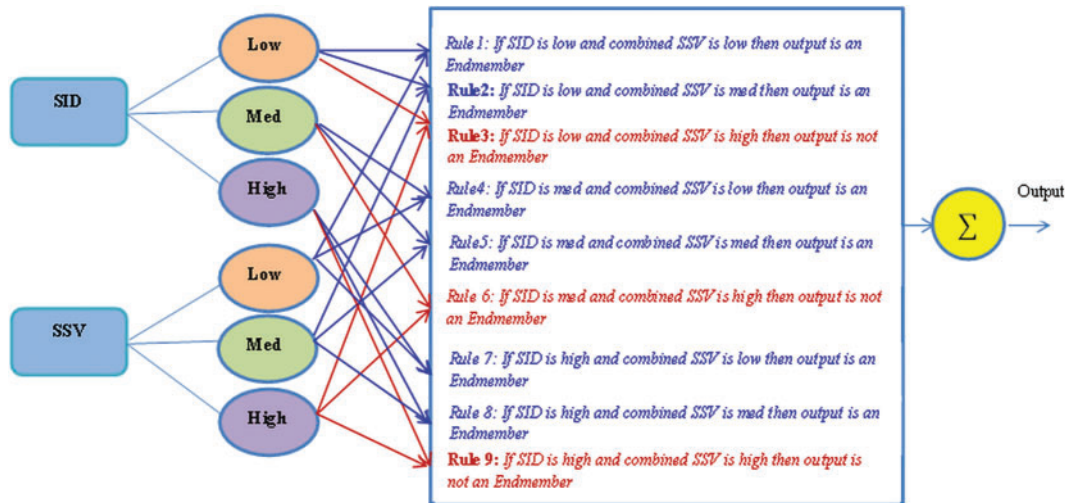 SID
Low
Med
High
SSV
Low
Med
High
Rule 1: If SID is low and combined SSV is low then output is an
Endmember
Rule2: If SID is low and combined SSV is med then output is an
Endmember
Rule3: If SID is low and combined SSV is high then output is not
an Endmember
Rule4: If SID is med and combined SSV is low then output is an
Endmember
Rule5: If SID is med and combined SSV is med then output is an
Endmember
Rule 6: If SID is med and combined SSV is high then output is not
an Endmember
Rule 7: If SID is high and combined SSV is low then output is an
Endmember
Rule 8: If SID is high and combined SSV is med then output is an
Endmember
Rule 9: If SID is high and combined SSV is high then output is
not an Endmember
Σ
Output